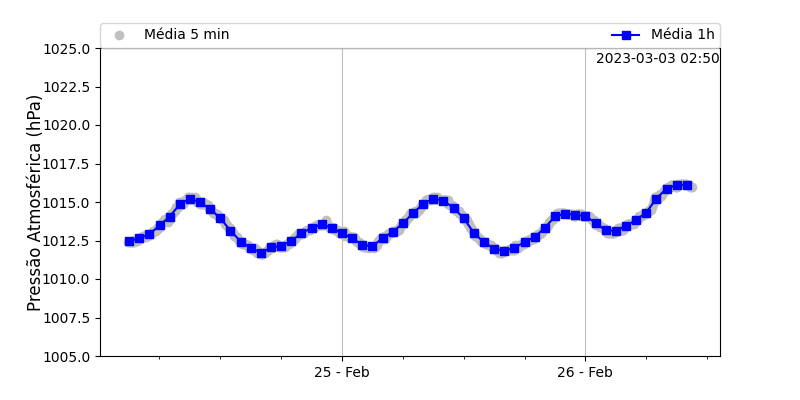 Média 5 min
Média 1h
2023-03-03 02:50
Pressão Atmosférica (hPa)
1025.0
1022.5
1020.0
1017.5
1015.0
1012.5
1010.0
1007.5
1005.0
25 - Feb
26 - Feb